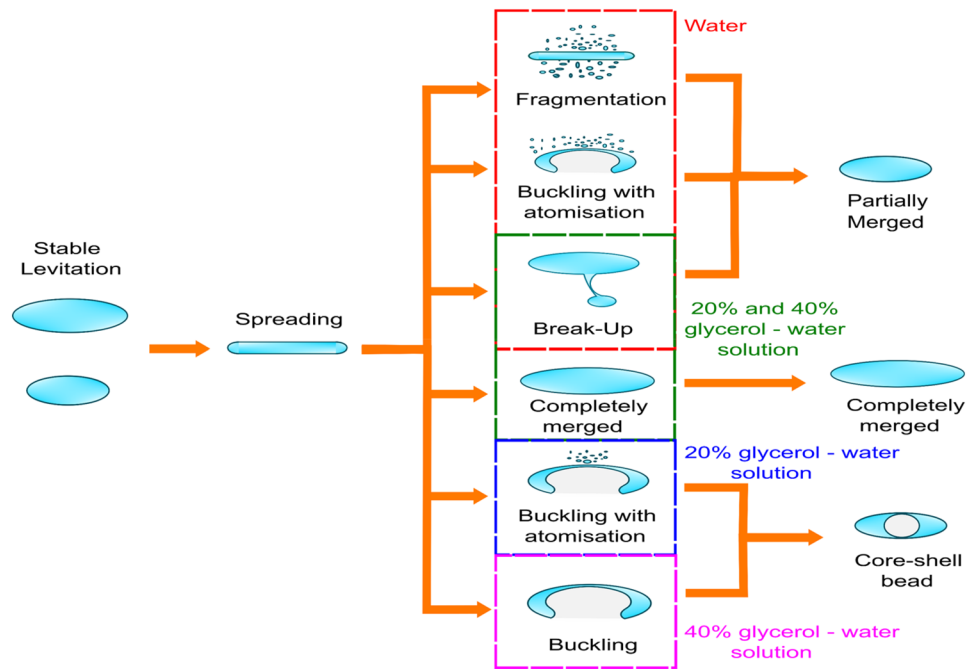 Water
Fragmentation
Buckling with
atomisation
Partially
Merged
Stable
Levitation
Spreading
Break-Up
20% and 40%
glycerol - water
solution
Completely
merged
Completely
merged
20% glycerol - water
solution
Buckling with
atomisation
Core-shell
bead
Buckling
40% glycerol - water
solution